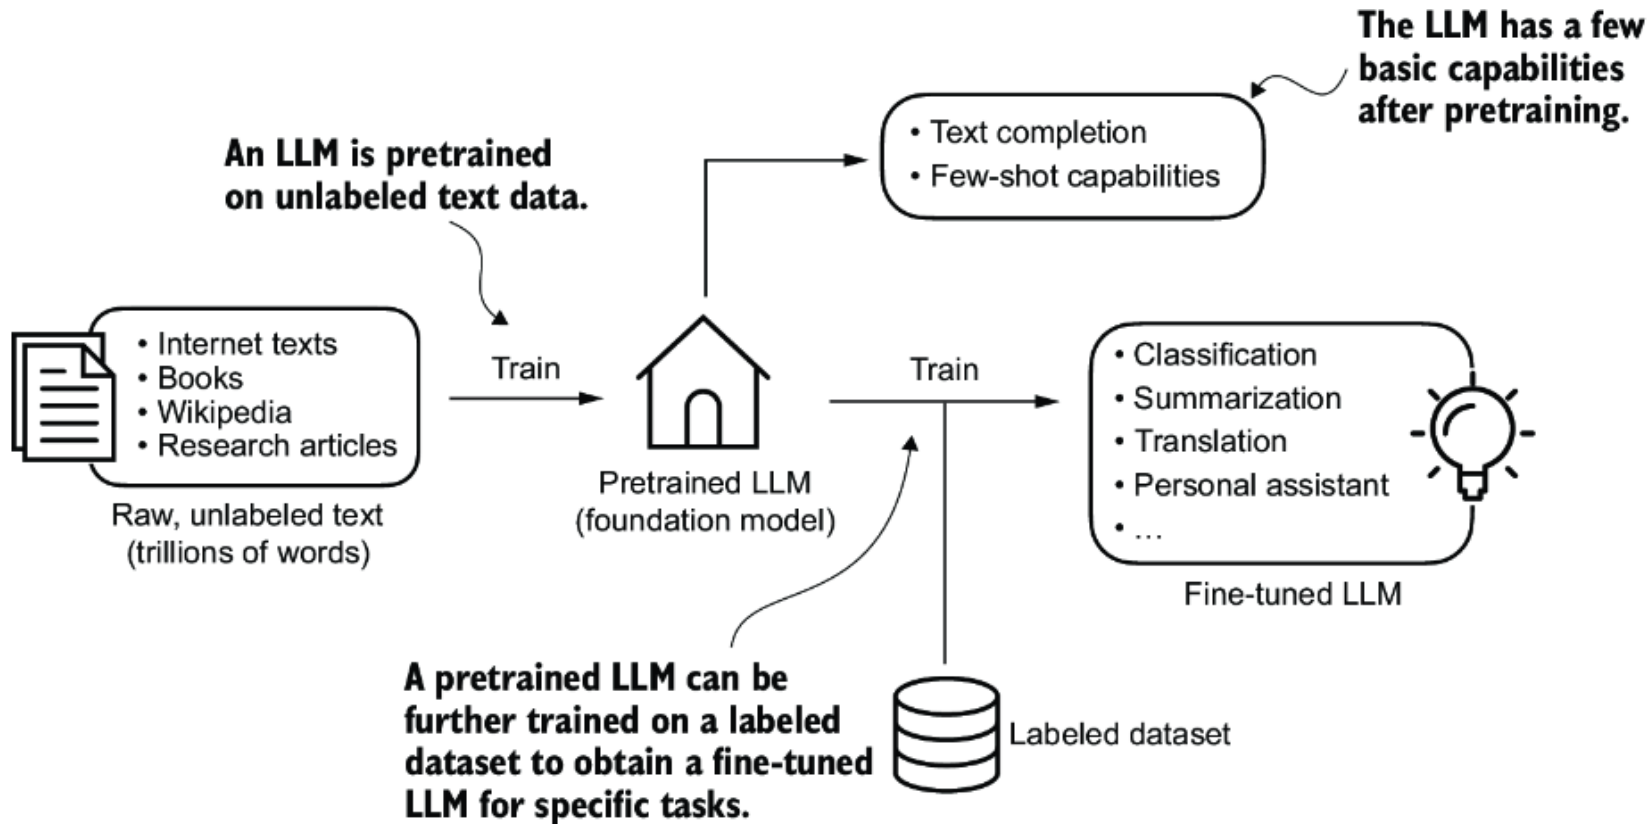 The LLM has a few
basic capabilities
after pretraining.
• Text completion
• Few-shot capabilities
An LLM is pretrained
on unlabeled text data.
• Internet texts
• Books
• Wikipedia
• Research articles
Raw, unlabeled text
(trillions of words)
Train
Pretrained LLM
(foundation model)
Train
• Classification
• Summarization
• Translation
• Personal assistant
• ...
Fine-tuned LLM
A pretrained LLM can be
further trained on a labeled
dataset to obtain a fine-tuned
LLM for specific tasks.
Labeled dataset